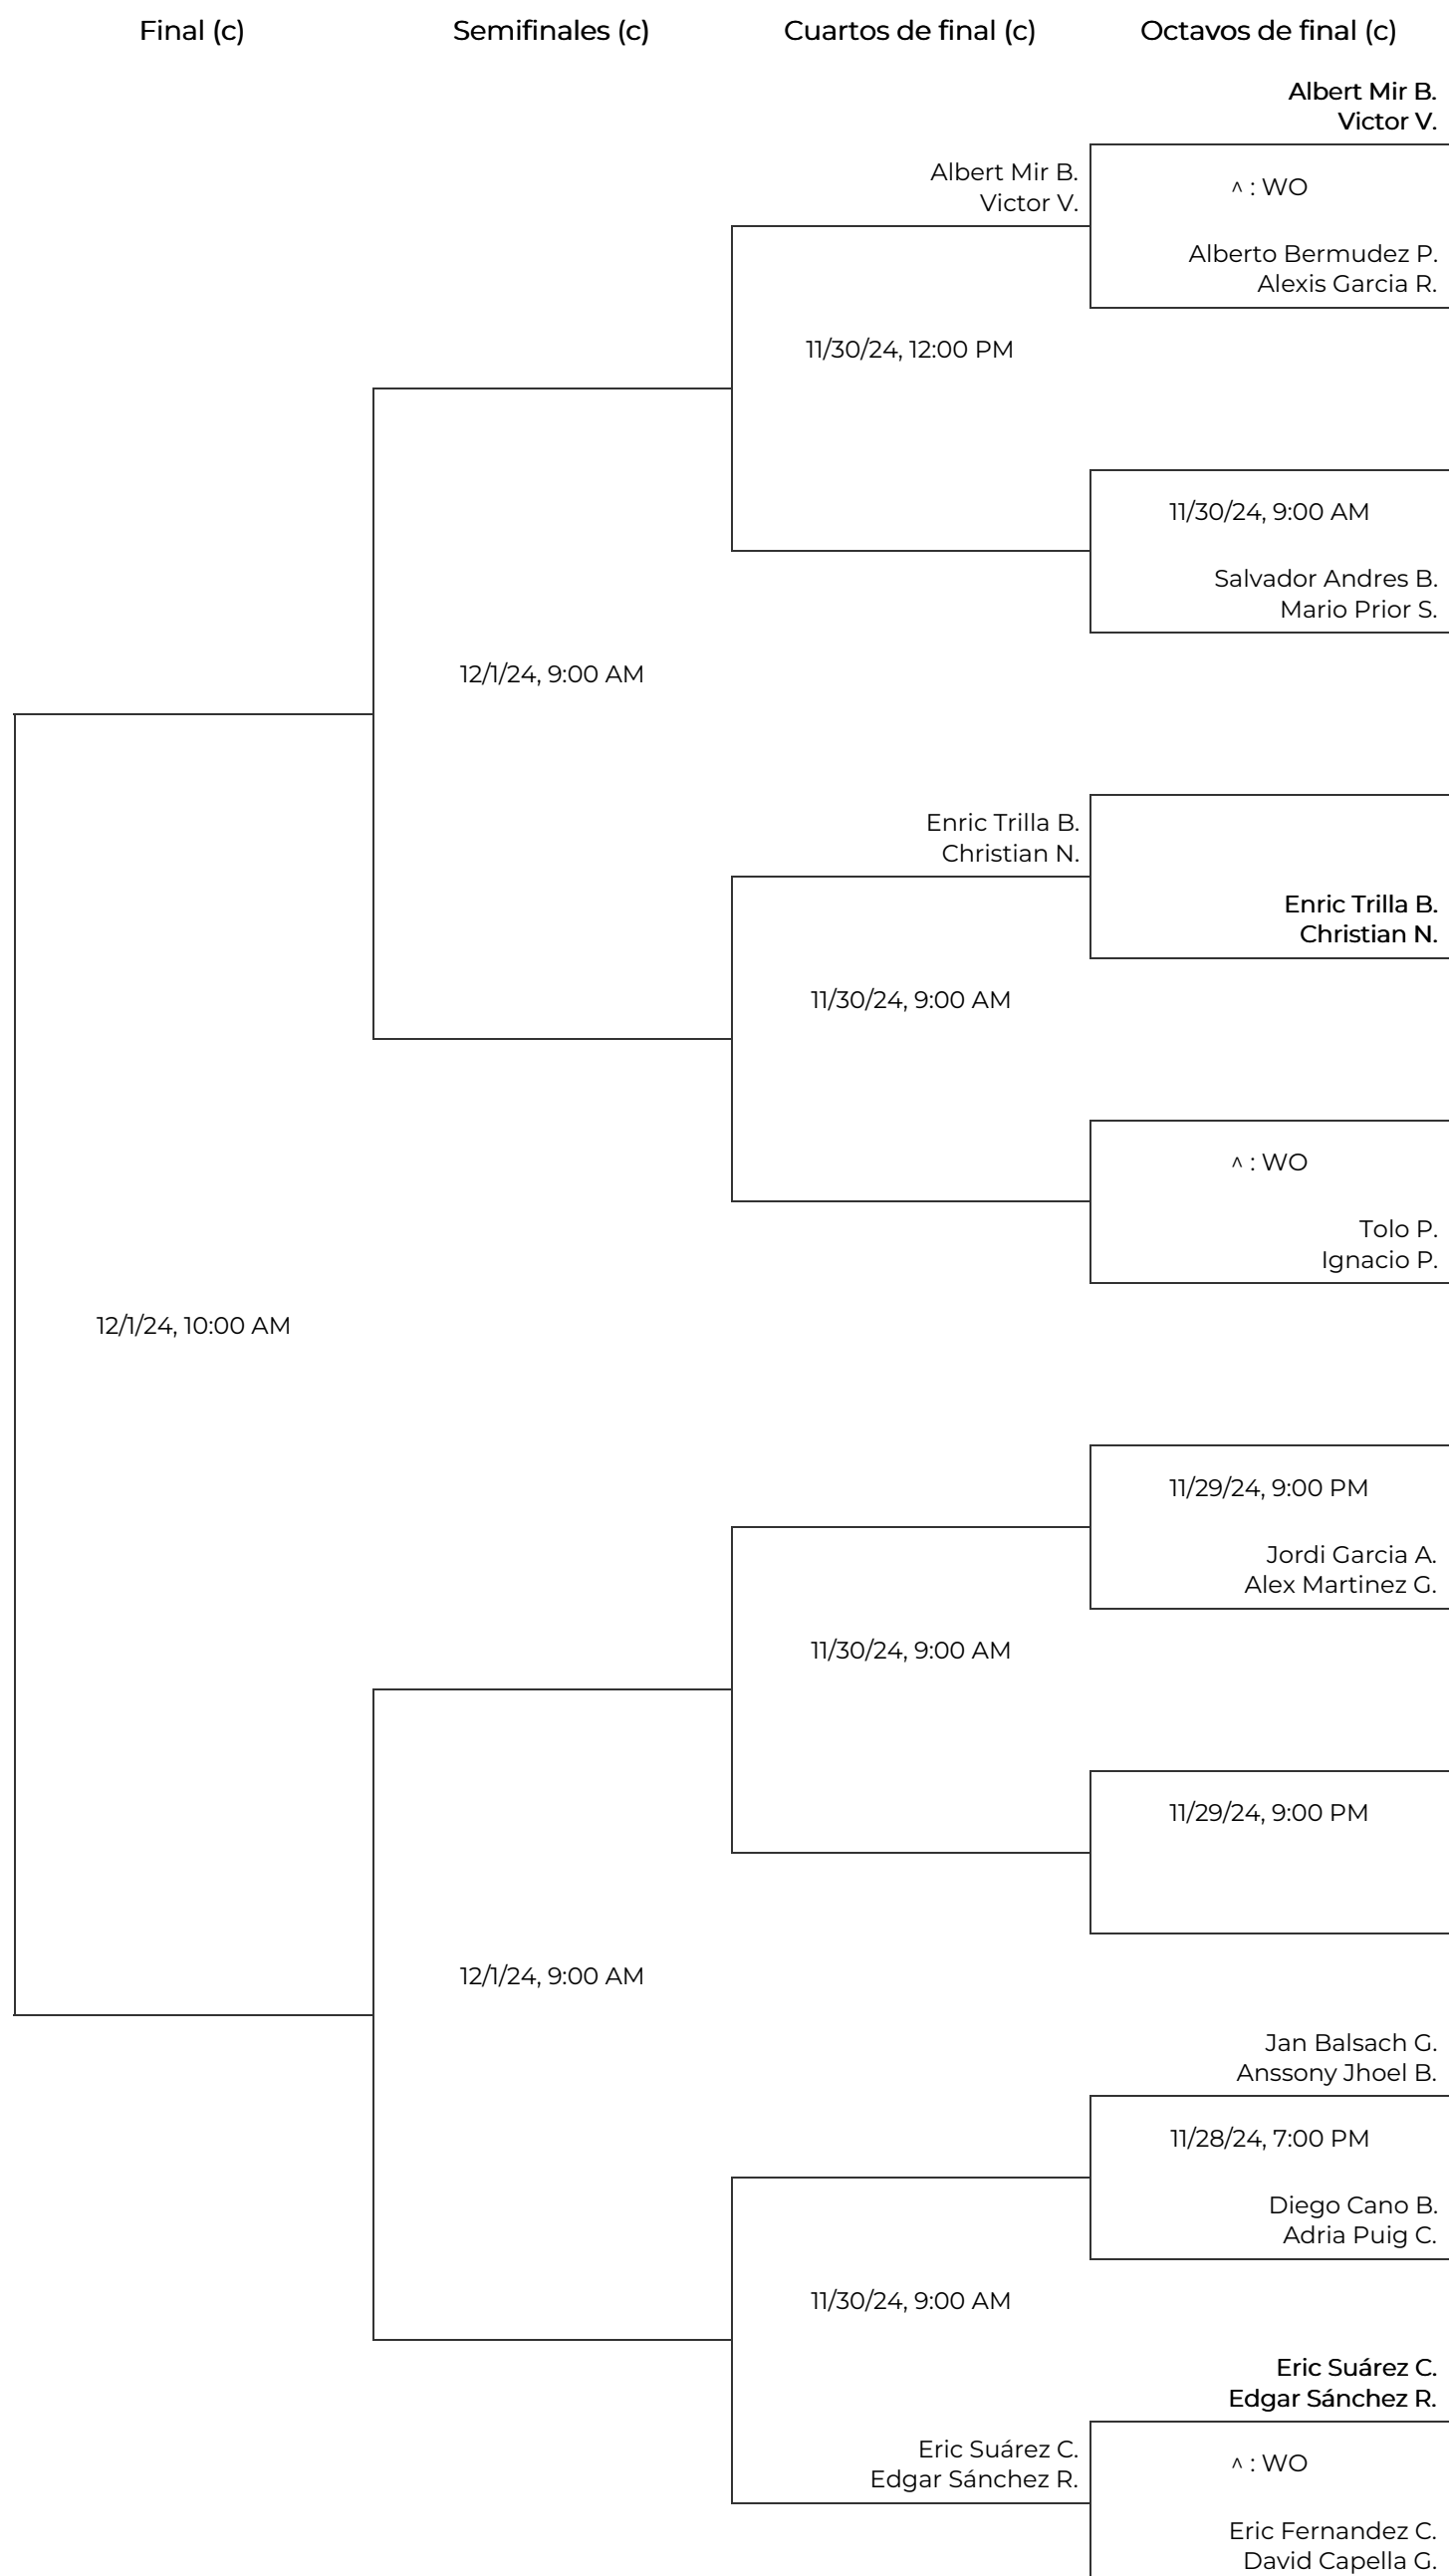 Final (c)
Semifinales (c)
Cuartos de final (c)
Octavos de final (c)
Albert Mir B.
Victor V.
Albert Mir B.
Victor V.
^ : WO
Alberto Bermudez P.
Alexis Garcia R.
11/30/24, 12:00 PM
11/30/24, 9:00 AM
Salvador Andres B.
Mario Prior S.
12/1/24, 9:00 AM
Enric Trilla B.
Christian N.
Enric Trilla B.
Christian N.
11/30/24, 9:00 AM
^ : WO
Tolo P.
Ignacio P.
12/1/24, 10:00 AM
11/29/24, 9:00 PM
Jordi Garcia A.
Alex Martinez G.
11/30/24, 9:00 AM
11/29/24, 9:00 PM
12/1/24, 9:00 AM
Jan Balsach G.
Anssony Jhoel B.
11/28/24, 7:00 PM
Diego Cano B.
Adria Puig C.
11/30/24, 9:00 AM
Eric Suárez C.
Edgar Sánchez R.
Eric Suárez C.
Edgar Sánchez R.
^ : WO
Eric Fernandez C.
David Capella G.